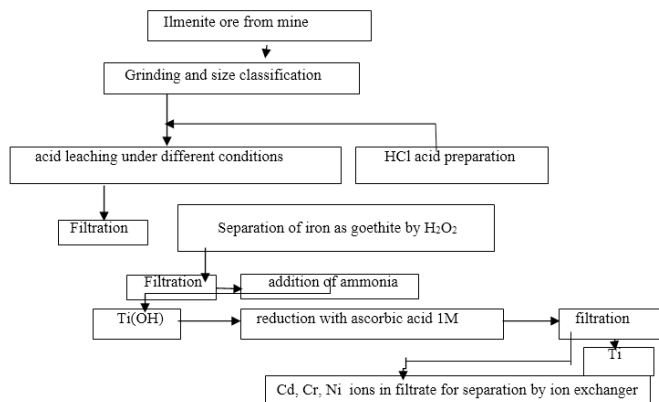 Ilmenite ore from mine
Grinding and size classification
acid leaching under different conditions
HCl acid preparation
Filtration
Separation of iron as goethite by H₂O₂
Filtration
addition of ammonia
Ti(OH)
reduction with ascorbic acid 1M
filtration
Ti
Cd, Cr, Ni ions in filtrate for separation by ion exchanger